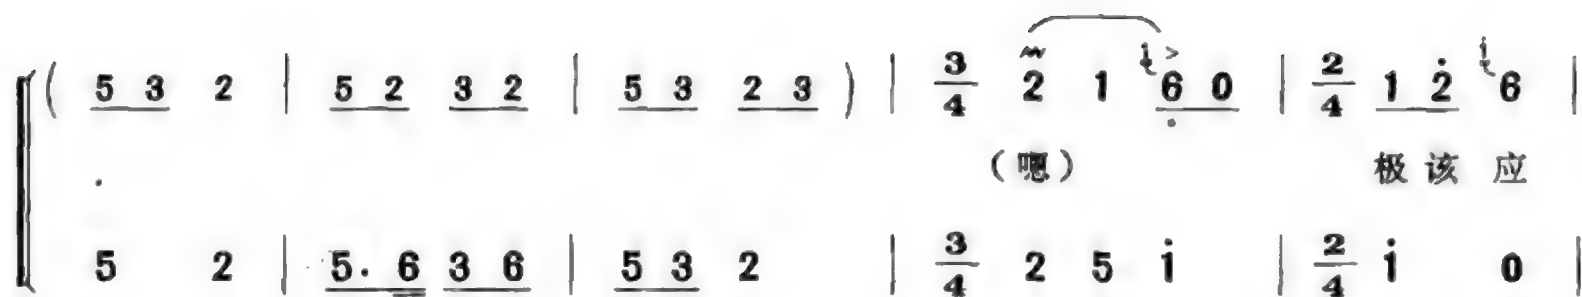 ( 5 3 2 | 5 2 3 2 | 5 3 2 3 ) | 3/4 2 1 i 6 0 | 2/4 1 2̇ i 6 |
（嗯） 极该应
5 2 | 5. 6 3 6 | 5 3 2 | 3/4 2 5 i | 2/4 i 0 |